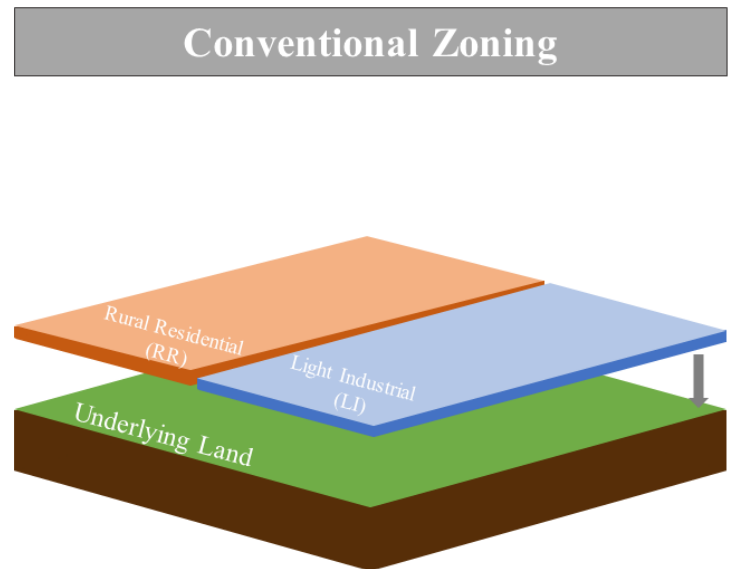 Conventional Zoning
Rural Residential
(RR)
Light Industrial
(LI)
Underlying Land